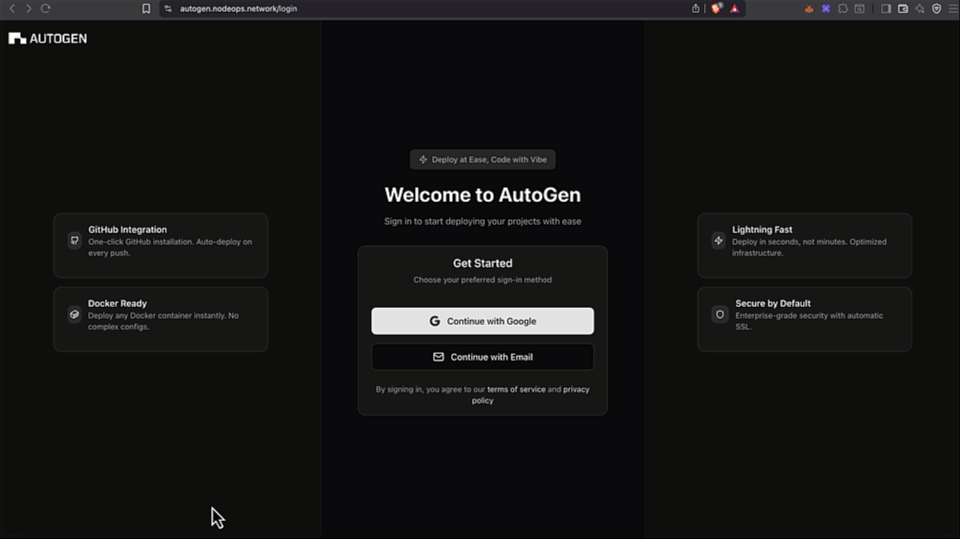 autogen.nodeops.network/login
AUTOGEN
Deploy at Ease, Code with Vibe
Welcome to AutoGen
Sign in to start deploying your projects with ease
GitHub Integration
One-click GitHub installation. Auto-deploy on
every push.
Docker Ready
Deploy any Docker container instantly. No
complex configs.
Get Started
Choose your preferred sign-in method
Continue with Google
Continue with Email
By signing in, you agree to our terms of service and privacy
policy
Lightning Fast
Deploy in seconds, not minutes. Optimized
infrastructure.
Secure by Default
Enterprise-grade security with automatic
SSL.